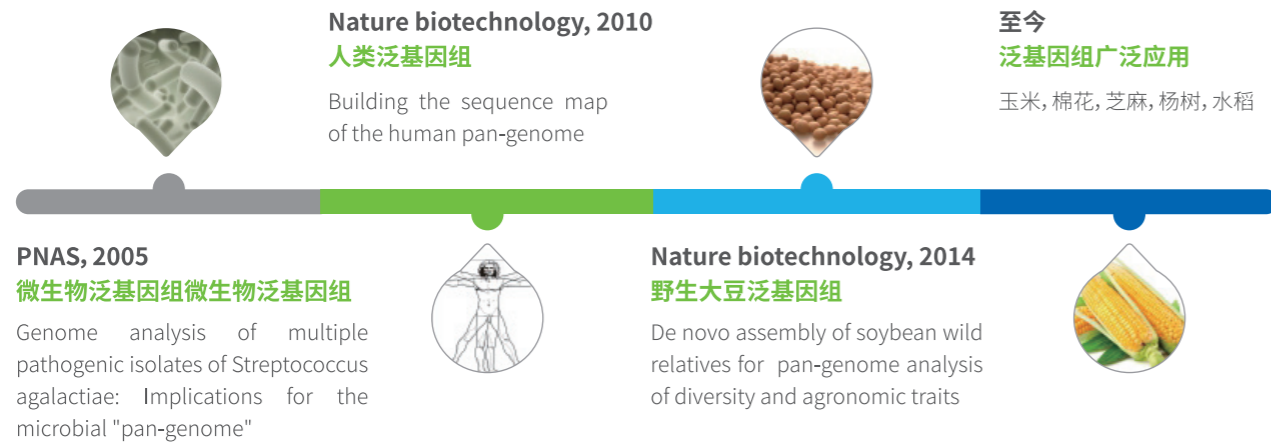 PNAS, 2005
微生物泛基因组微生物泛基因组
Genome analysis of multiple
pathogenic isolates of Streptococcus
agalactiae: Implications for the
microbial "pan-genome"
Nature biotechnology, 2010
人类泛基因组
Building the sequence map
of the human pan-genome
Nature biotechnology, 2014
野生大豆泛基因组
De novo assembly of soybean wild
relatives for pan-genome analysis
of diversity and agronomic traits
至今
泛基因组广泛应用
玉米, 棉花, 芝麻, 杨树, 水稻